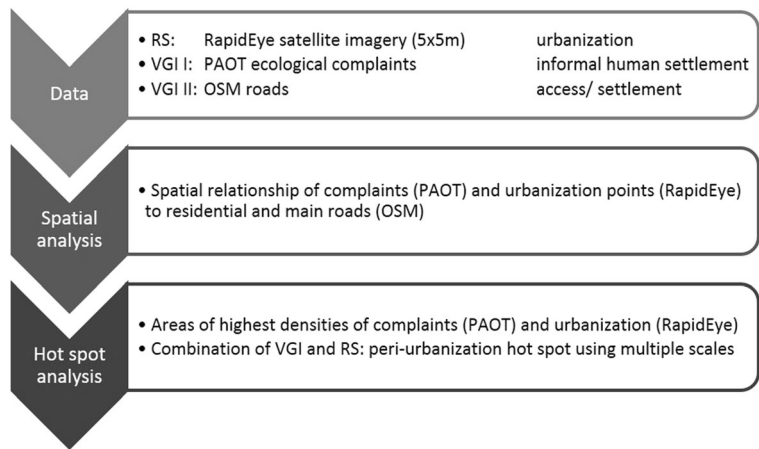 Data
• RS: RapidEye satellite imagery (5x5m) urbanization
• VGI I: PAOT ecological complaints informal human settlement
• VGI II: OSM roads access/ settlement
Spatial
analysis
• Spatial relationship of complaints (PAOT) and urbanization points (RapidEye)
to residential and main roads (OSM)
Hot spot
analysis
• Areas of highest densities of complaints (PAOT) and urbanization (RapidEye)
• Combination of VGI and RS: peri-urbanization hot spot using multiple scales